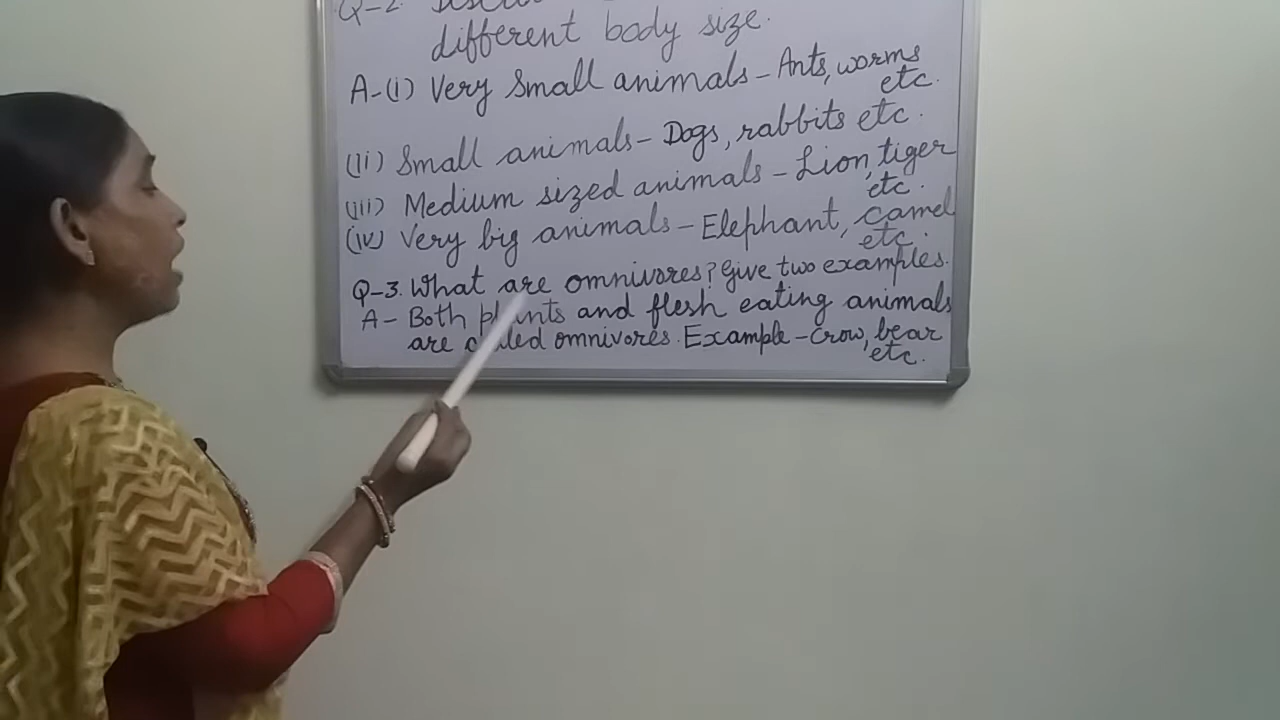 Q-2.
different body size.
A-(i) Very small animals - Ants, worms
etc.
(ii) Small animals - Dogs, rabbits etc.
(iii) Medium sized animals - Lion, tiger
etc.
(iv) Very big animals - Elephant, camel
etc.
Q-3. What are omnivores? Give two examples.
A- Both plants and flesh eating animals
are called omnivores. Example - Crow, bear
etc.